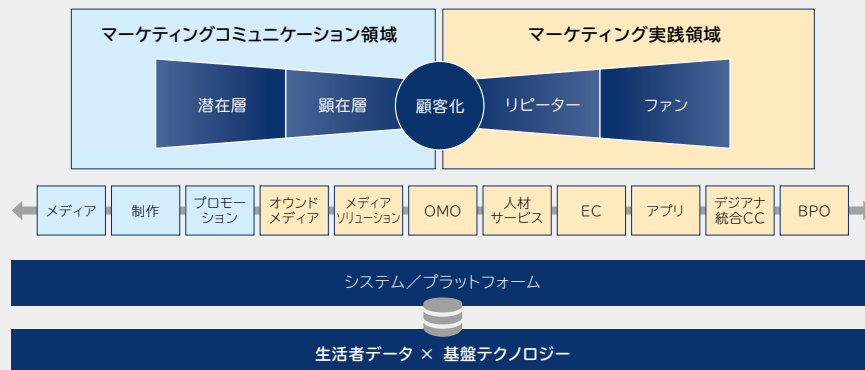 マーケティングコミュニケーション領域
マーケティング実践領域
潜在層
顕在層
顧客化
リピーター
ファン
メディア
制作
プロモー
ション
オウンド
メディア
メディア
ソリューション
OMO
人材
サービス
EC
アプリ
デジアナ
統合CC
BPO
システム／プラットフォーム
生活者データ × 基盤テクノロジー